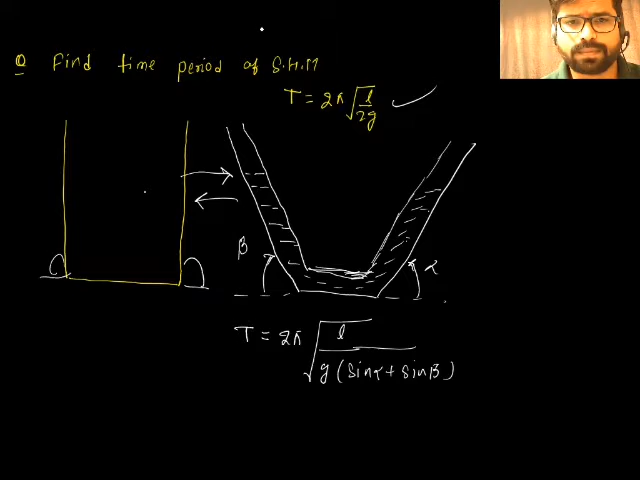 Q Find time period of S.H.M
T = 2π √(l/2g)
β
α
T = 2π √(l/g(sinα + sinβ))